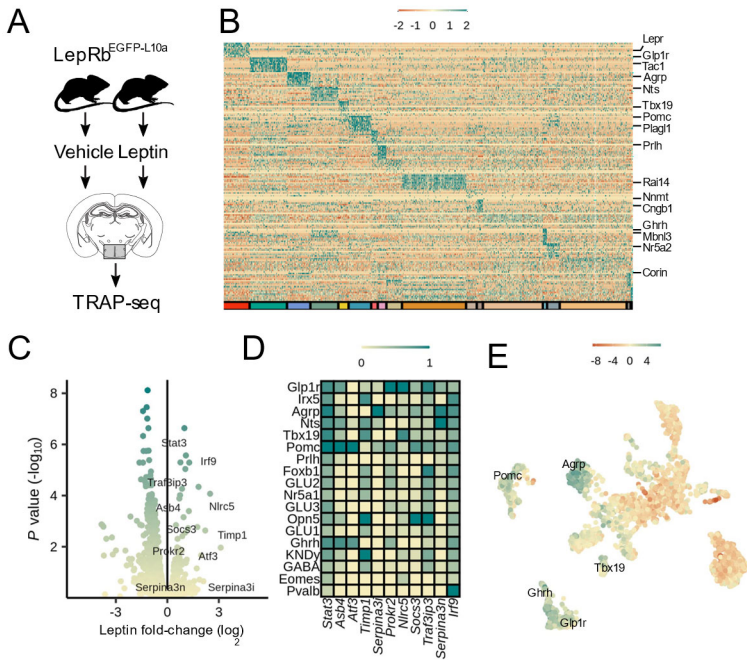 A
LepRb^EGFP-L10a
Vehicle Leptin
TRAP-seq
B
-2 -1 0 1 2
Lepr
Glp1r
Tac1
Agrp
Nts
Tbx19
Pomc
Plagl1
Prlh
Rai14
Nnmt
Cngb1
Ghrh
Mbnl3
Nr5a2
Corin
C
P value (-log10)
8
6
4
2
Stat3
Irf9
Traf3ip3
Nlrc5
Asb4
Socs3
Timp1
Prokr2
Atf3
Serpina3n
Serpina3i
-3 0 3
Leptin fold-change (log2)
D
0 1
Glp1r
Irx5
Agrp
Nts
Tbx19
Pomc
Prlh
Foxb1
GLU2
Nr5a1
GLU3
Opn5
GLU1
Ghrh
KNDy
GABA
Eomes
Pvalb
Stat3
Asb4
Atf3
Timp1
Serpina3i
Prokr2
Nlrc5
Socs3
Traf3ip3
Serpina3n
Irf9
E
-8 -4 0 4
Pomc
Agrp
Tbx19
Ghrh
Glp1r